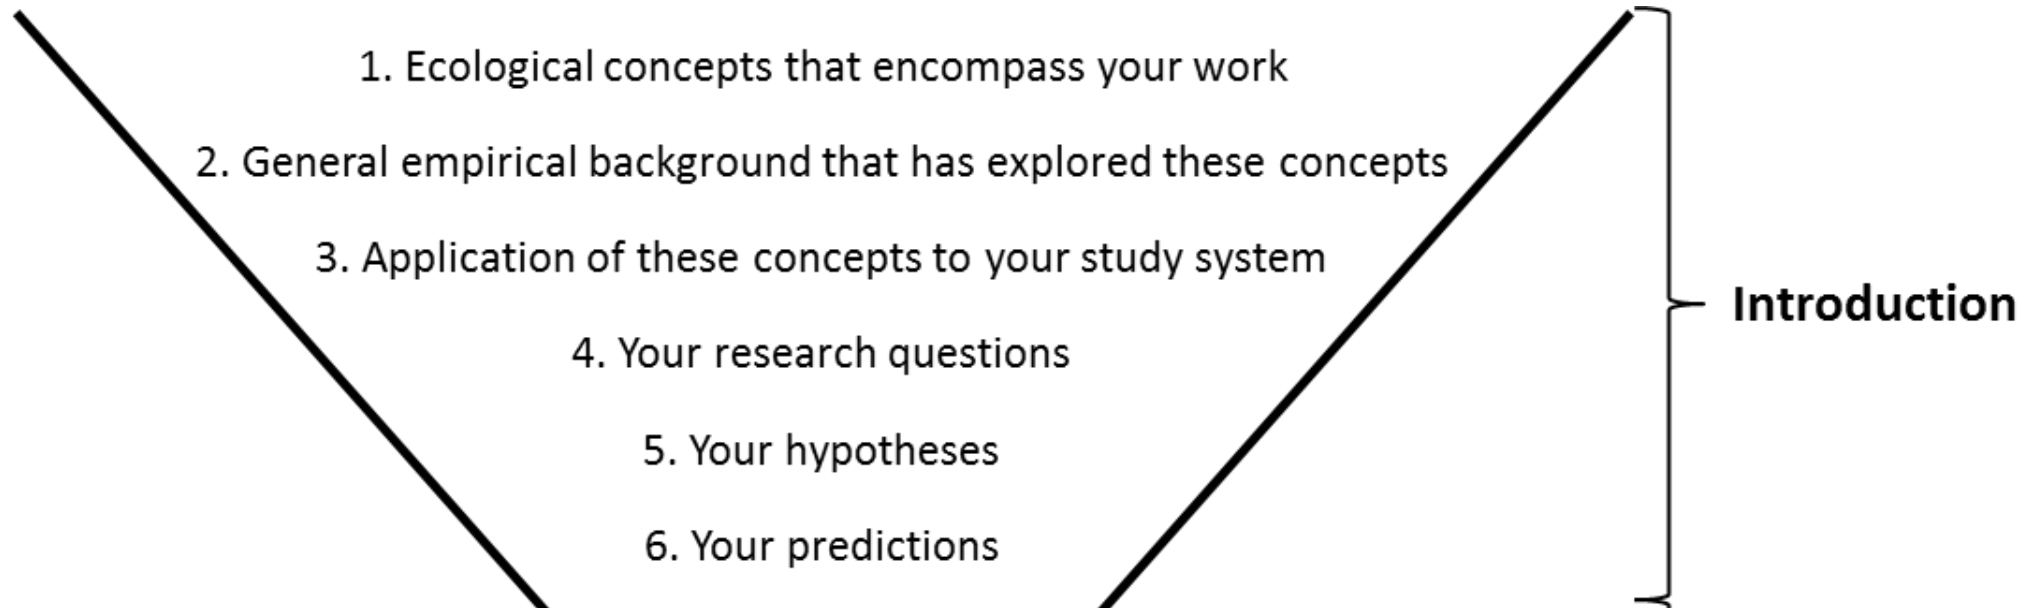 1. Ecological concepts that encompass your work
2. General empirical background that has explored these concepts
3. Application of these concepts to your study system
4. Your research questions
5. Your hypotheses
6. Your predictions
Introduction